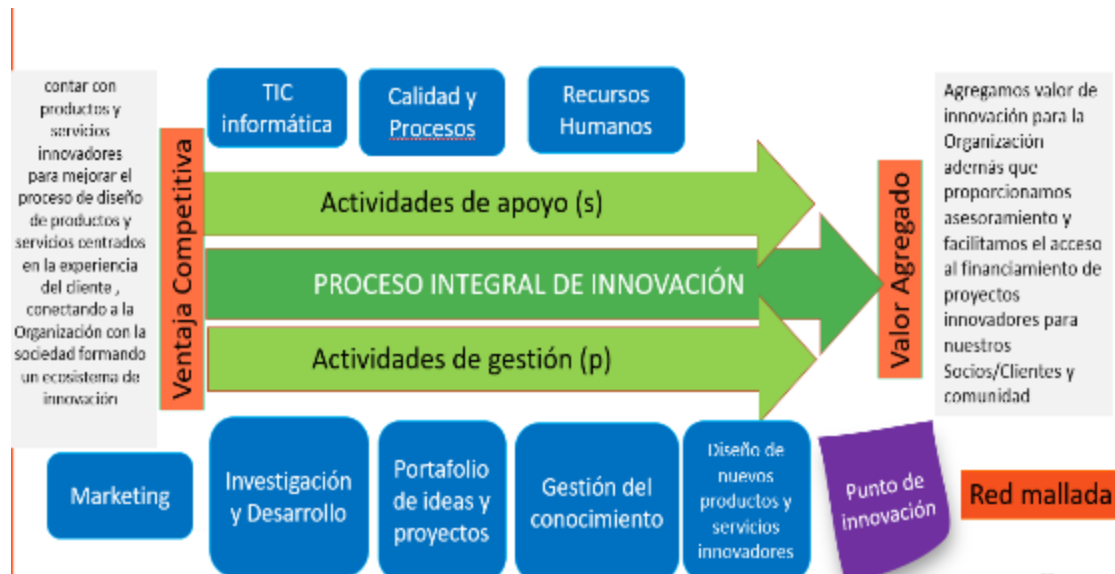 contar con
productos y
servicios
innovadores
para mejorar el
proceso de diseño
de productos y
servicios centrados
en la experiencia
del cliente ,
conectando a la
Organización con la
sociedad formando
un ecosistema de
innovación
Ventaja Competitiva
TIC
informática
Calidad y
Procesos
Recursos
Humanos
Actividades de apoyo (s)
PROCESO INTEGRAL DE INNOVACIÓN
Actividades de gestión (p)
Valor Agregado
Agregamos valor de
innovación para la
Organización
además que
proporcionamos
asesoramiento y
facilitamos el acceso
al financiamiento de
proyectos
innovadores para
nuestros
Socios/Clientes y
comunidad
Marketing
Investigación
y Desarrollo
Portafolio
de ideas y
proyectos
Gestión del
conocimiento
Diseño de
nuevos
productos y
servicios
innovadores
Punto de
innovación
Red mallada